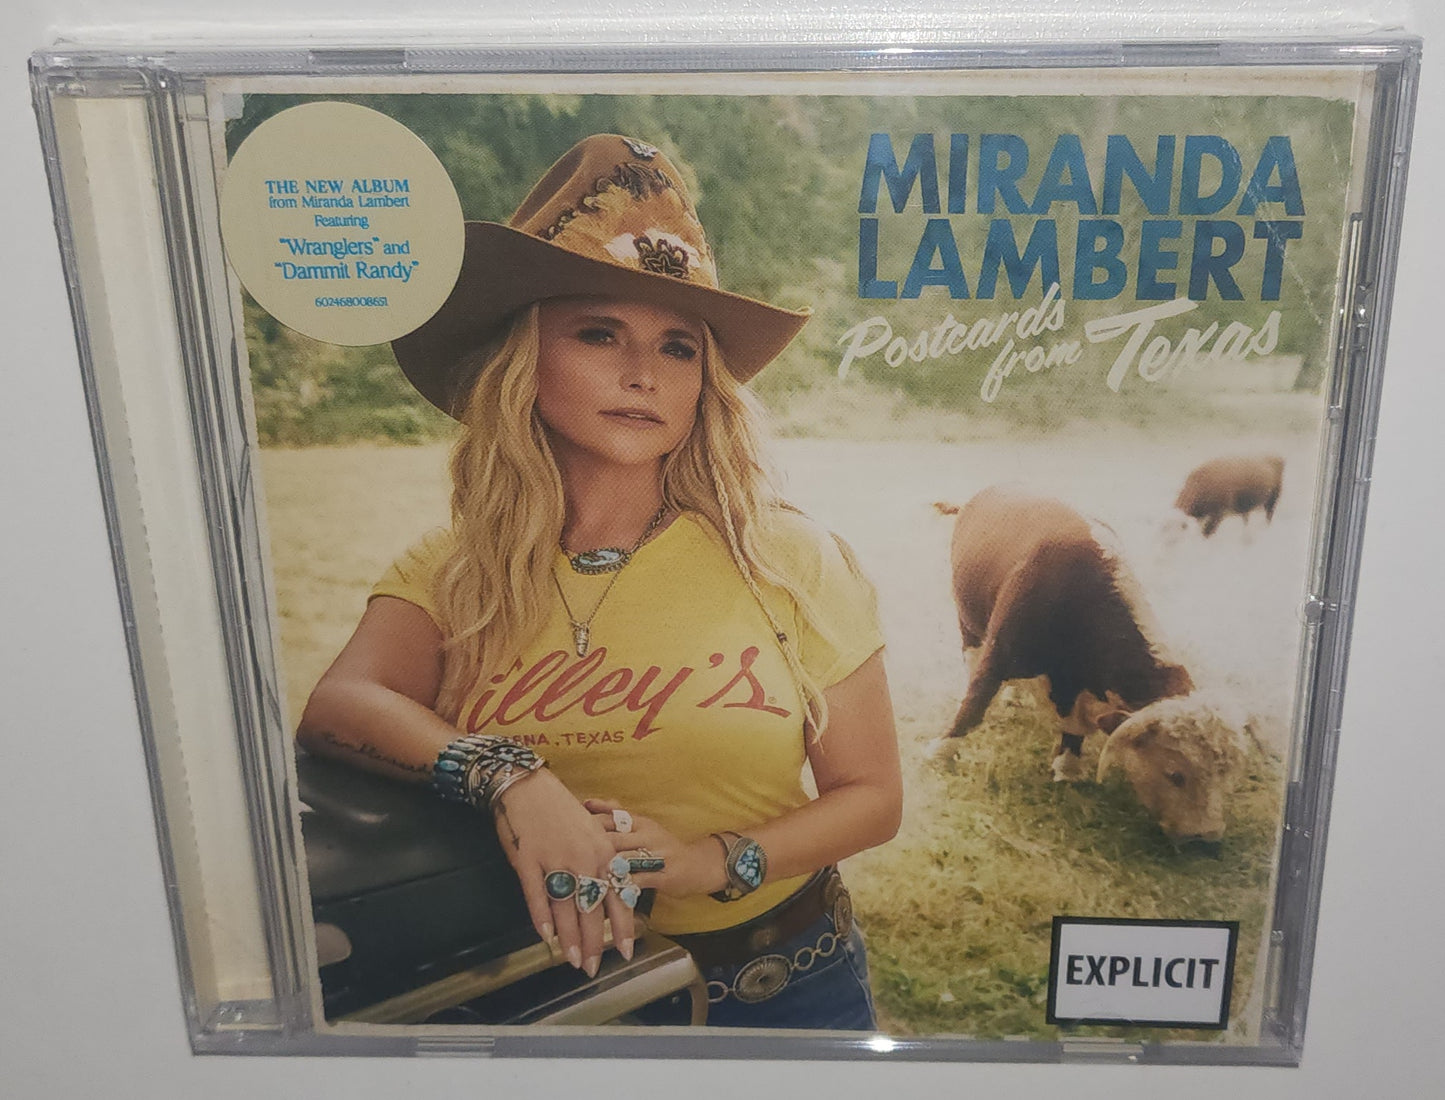 THE NEW ALBUM
from Miranda Lambert
Featuring
"Wranglers" and
"Dammit Randy"
602468008651
MIRANDA
LAMBERT
Postcards
from Texas
illey's
ENA, TEXAS
EXPLICIT